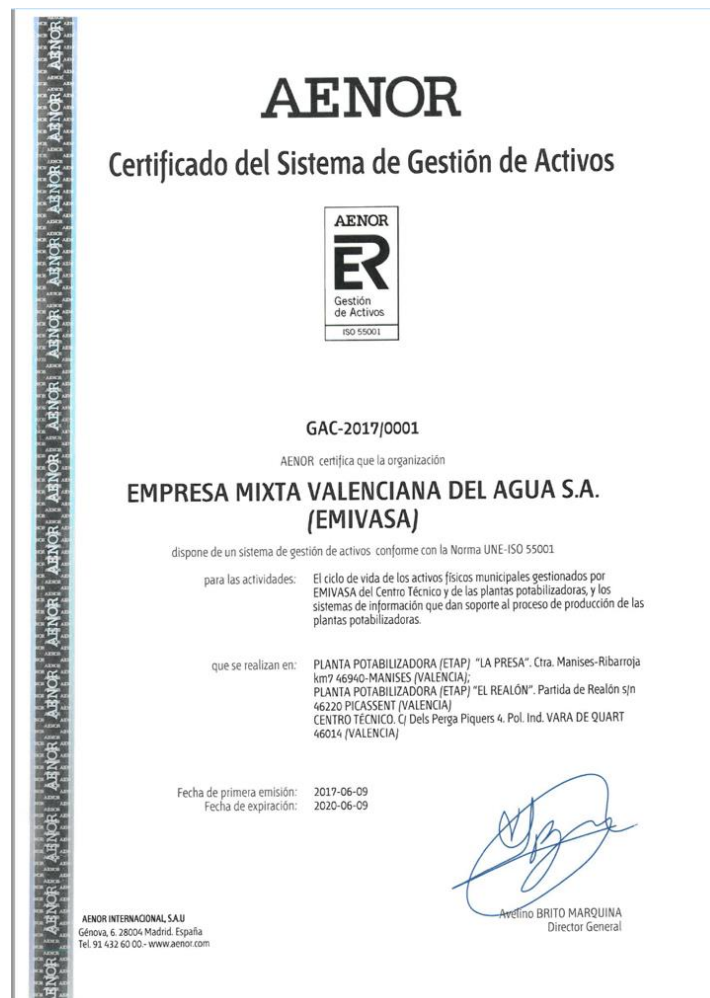 AENOR
Certificado del Sistema de Gestión de Activos
AENOR
ER
Gestión
de Activos
ISO 55001
GAC-2017/0001
AENOR certifica que la organización
EMPRESA MIXTA VALENCIANA DEL AGUA S.A.
(EMIVASA)
dispone de un sistema de gestión de activos conforme con la Norma UNE-ISO 55001
para las actividades: El ciclo de vida de los activos físicos municipales gestionados por
EMIVASA del Centro Técnico y de las plantas potabilizadoras, y los
sistemas de información que dan soporte al proceso de producción de las
plantas potabilizadoras.
que se realizan en: PLANTA POTABILIZADORA (ETAP) "LA PRESA". Ctra. Manises-Ribarroja
km7 46940-MANISES (VALENCIA);
PLANTA POTABILIZADORA (ETAP) "EL REALÓN". Partida de Realón s/n
46220 PICASSENT (VALENCIA)
CENTRO TÉCNICO. C/ Dels Perga Piquers 4. Pol. Ind. VARA DE QUART
46014 (VALENCIA)
Fecha de primera emisión: 2017-06-09
Fecha de expiración: 2020-06-09
Avelino BRITO MARQUINA
Director General
AENOR INTERNACIONAL, S.A.U
Génova, 6. 28004 Madrid. España
Tel. 91 432 60 00.- www.aenor.com